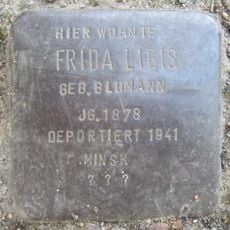 HIER WOHNTE
FRIDA LIBIS
GEB. BLUMANN
JG. 1878
DEPORTIERT 1941
MINSK
? ? ?